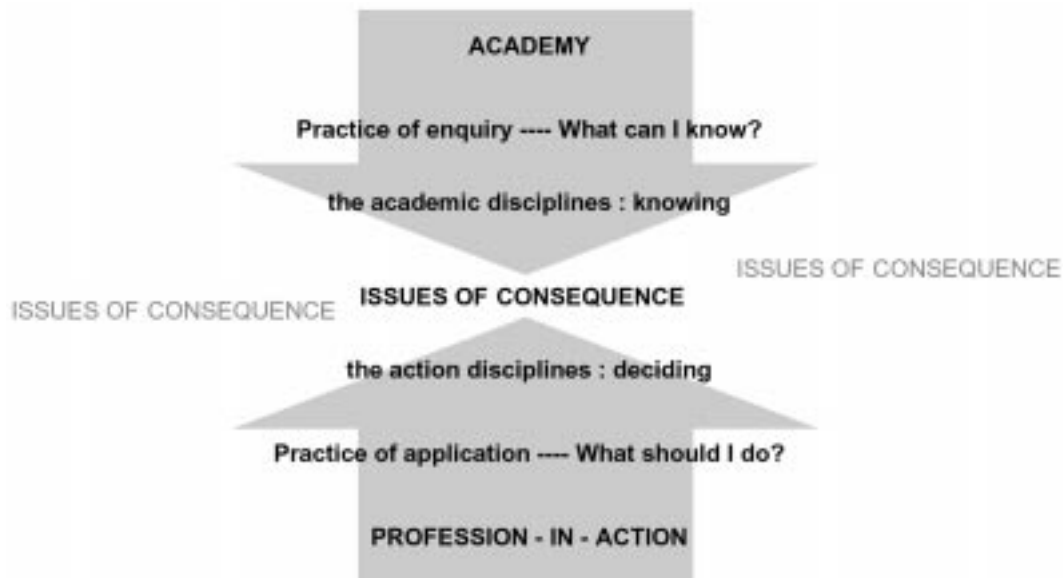 ACADEMY
Practice of enquiry ---- What can I know?
the academic disciplines : knowing
ISSUES OF CONSEQUENCE
ISSUES OF CONSEQUENCE
ISSUES OF CONSEQUENCE
the action disciplines : deciding
Practice of application ---- What should I do?
PROFESSION - IN - ACTION